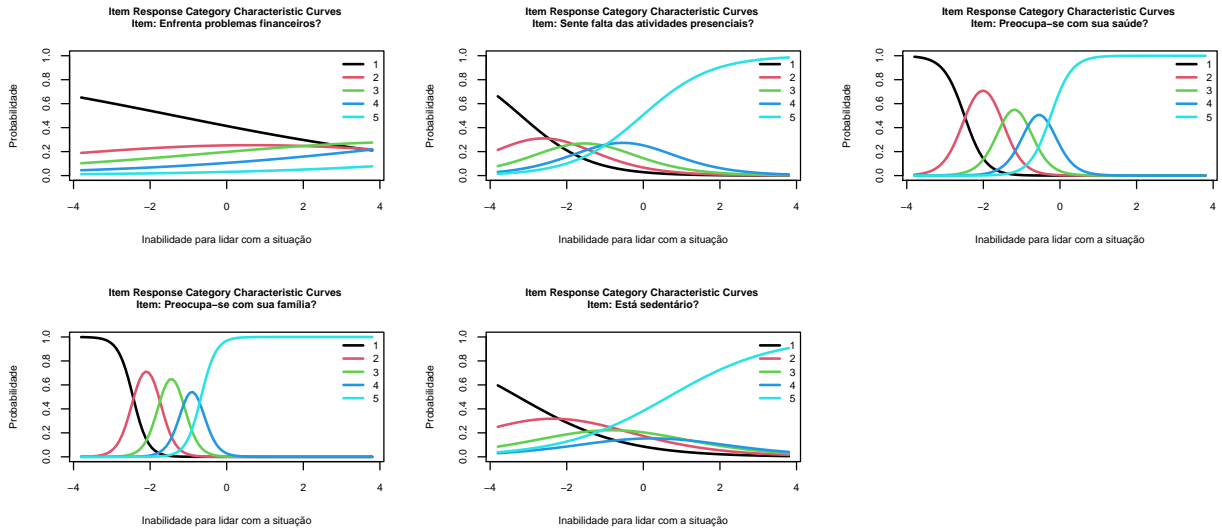 Item Response Category Characteristic Curves
Item: Enfrenta problemas financeiros?
Probabilidade
1.0
0.8
0.6
0.4
0.2
0.0
1
2
3
4
5
−4 −2 0 2 4
Inabilidade para lidar com a situação
Item Response Category Characteristic Curves
Item: Sente falta das atividades presenciais?
Probabilidade
1.0
0.8
0.6
0.4
0.2
0.0
1
2
3
4
5
−4 −2 0 2 4
Inabilidade para lidar com a situação
Item Response Category Characteristic Curves
Item: Preocupa−se com sua saúde?
Probabilidade
1.0
0.8
0.6
0.4
0.2
0.0
1
2
3
4
5
−4 −2 0 2 4
Inabilidade para lidar com a situação
Item Response Category Characteristic Curves
Item: Preocupa−se com sua família?
Probabilidade
1.0
0.8
0.6
0.4
0.2
0.0
1
2
3
4
5
−4 −2 0 2 4
Inabilidade para lidar com a situação
Item Response Category Characteristic Curves
Item: Está sedentário?
Probabilidade
1.0
0.8
0.6
0.4
0.2
0.0
1
2
3
4
5
−4 −2 0 2 4
Inabilidade para lidar com a situação